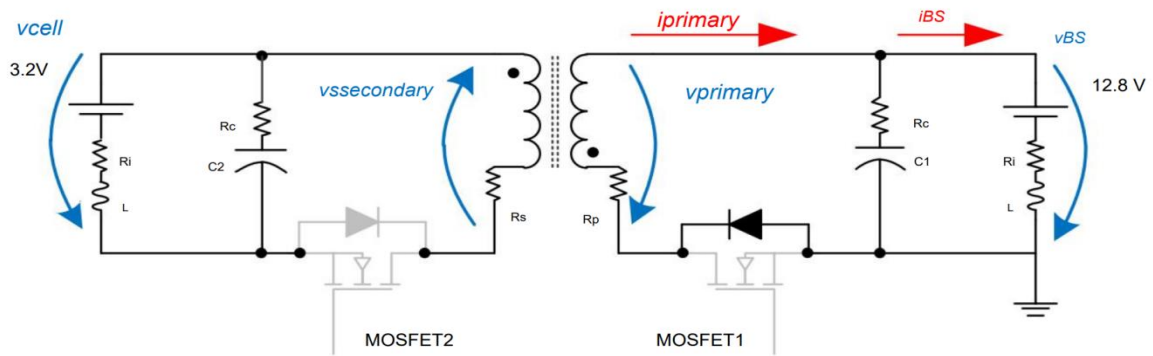 vcell
3.2V
iprimary
iBS
vBS
12.8 V
vssecondary
vprimary
Rc
C2
Ri
L
Rs
Rp
Rc
C1
Ri
L
MOSFET2
MOSFET1